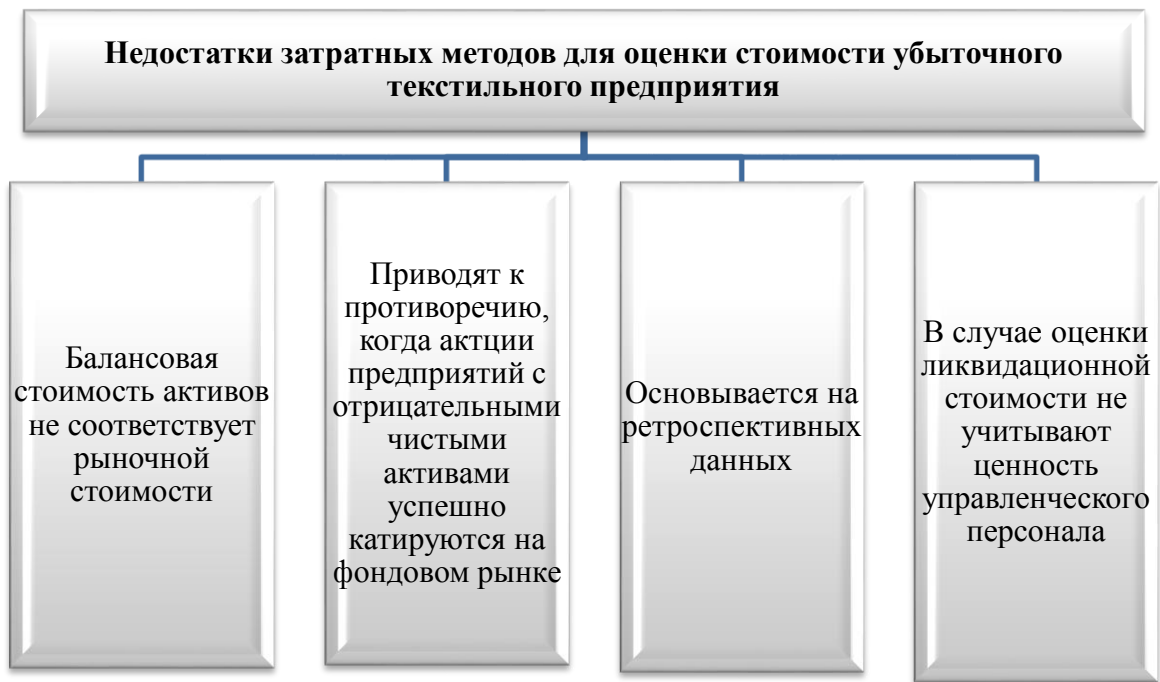 Недостатки затратных методов для оценки стоимости убыточного
текстильного предприятия
Балансовая
стоимость активов
не соответствует
рыночной
стоимости
Приводят к
противоречию,
когда актции
предприятий с
отрицательными
чистыми
активами
успешно
катируются на
фондовом рынке
Основывается на
ретроспективных
данных
В случае оценки
ликвидационной
стоимости не
учитывают
ценность
управленческого
персонала